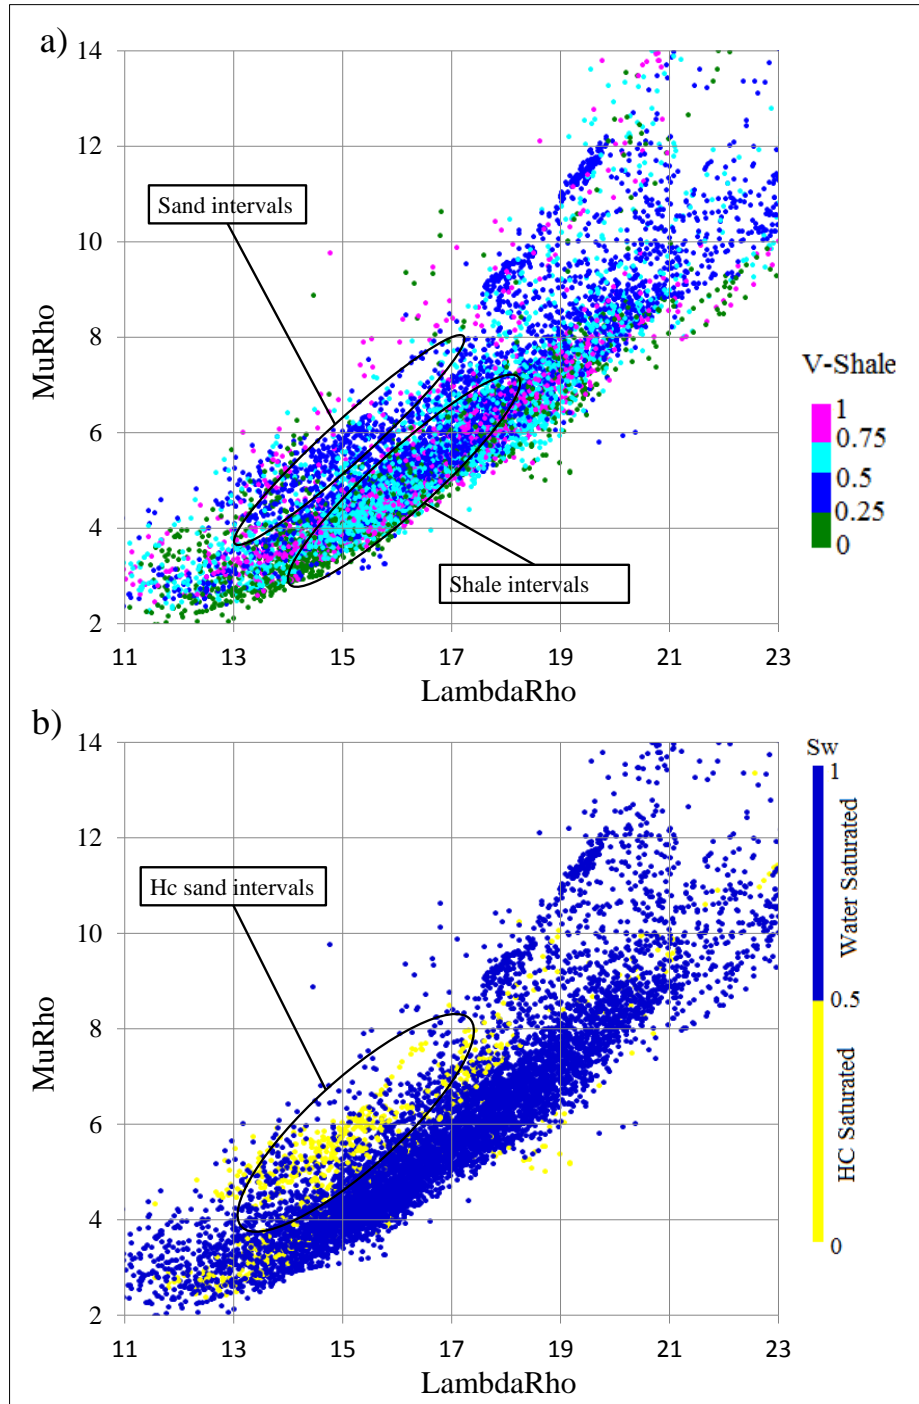 a)
14
12
10
8
6
4
2
MuRho
Sand intervals
Shale intervals
11 13 15 17 19 21 23
LambdaRho
V-Shale
1
0.75
0.5
0.25
0
b)
14
12
10
8
6
4
2
MuRho
Hc sand intervals
11 13 15 17 19 21 23
LambdaRho
Sw
1
Water Saturated
0.5
HC Saturated
0